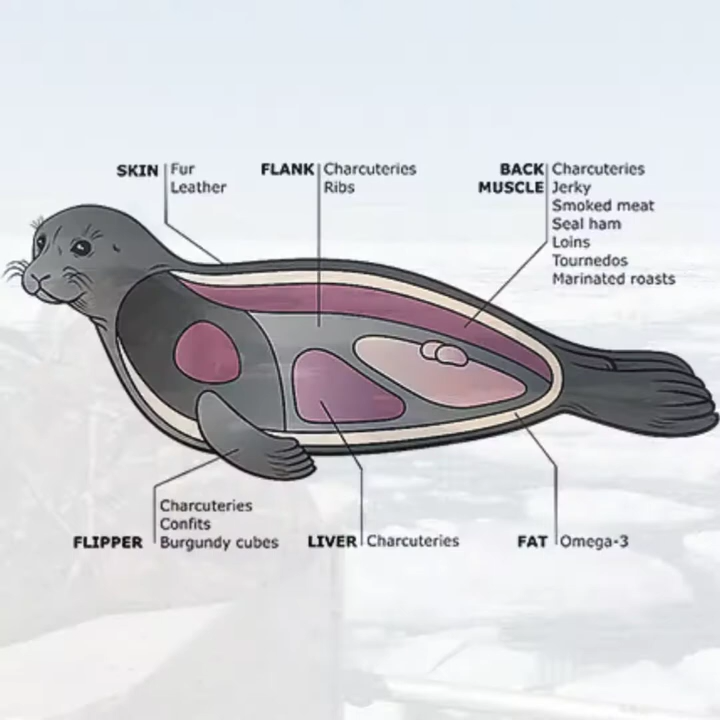 SKIN Fur
Leather
FLANK Charcuteries
Ribs
BACK MUSCLE Charcuteries
Jerky
Smoked meat
Seal ham
Loins
Tournedos
Marinated roasts
FLIPPER Charcuteries
Confits
Burgundy cubes
LIVER Charcuteries
FAT Omega-3